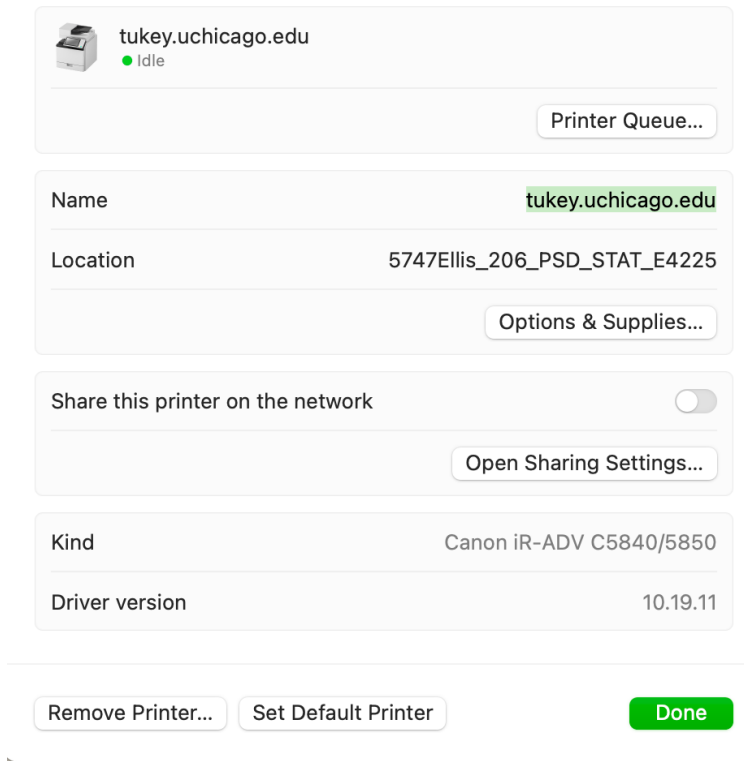 tukey.uchicago.edu
Idle
Printer Queue...
Name tukey.uchicago.edu
Location 5747Ellis_206_PSD_STAT_E4225
Options & Supplies...
Share this printer on the network
Open Sharing Settings...
Kind Canon iR-ADV C5840/5850
Driver version 10.19.11
Remove Printer... Set Default Printer Done